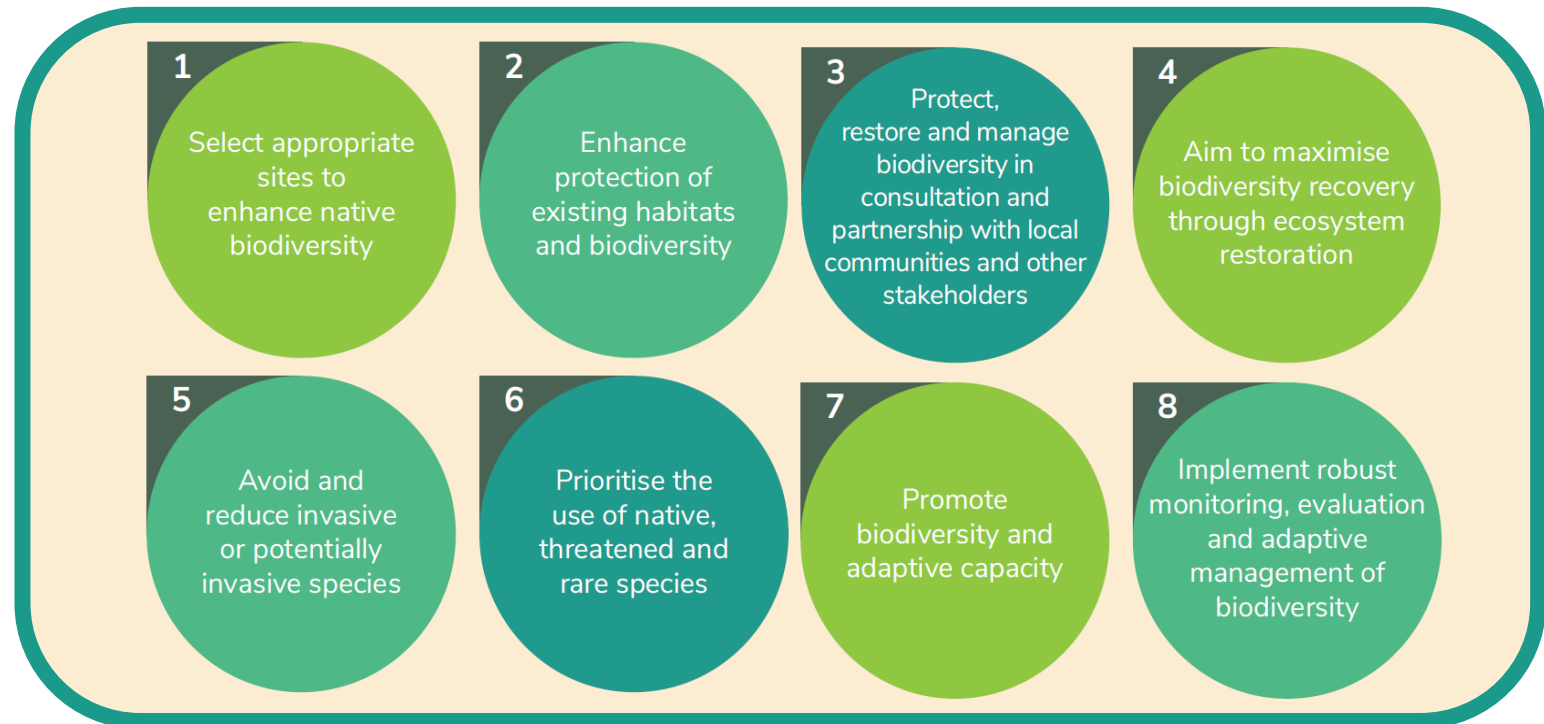 1
Select appropriate
sites to
enhance native
biodiversity
2
Enhance
protection of
existing habitats
and biodiversity
3
Protect,
restore and manage
biodiversity in
consultation and
partnership with local
communities and other
stakeholders
4
Aim to maximise
biodiversity recovery
through ecosystem
restoration
5
Avoid and
reduce invasive
or potentially
invasive species
6
Prioritise the
use of native,
threatened and
rare species
7
Promote
biodiversity and
adaptive capacity
8
Implement robust
monitoring, evaluation
and adaptive
management of
biodiversity